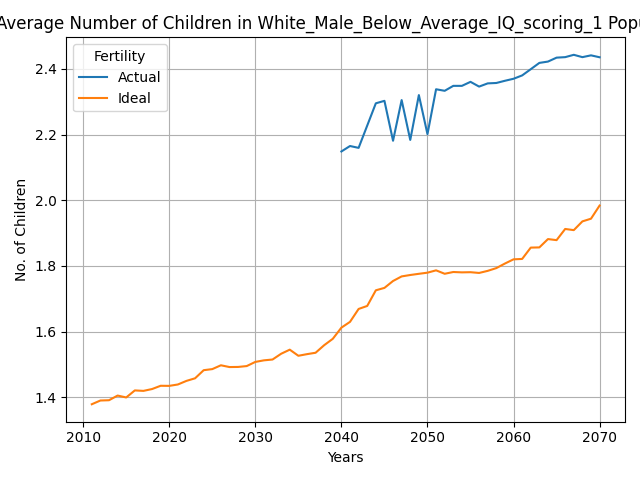 Average Number of Children in White_Male_Below_Average_IQ_scoring_1
Fertility
Actual
Ideal
2.4
2.2
2.0
1.8
1.6
1.4
No. of Children
2010 2020 2030 2040 2050 2060 2070
Years